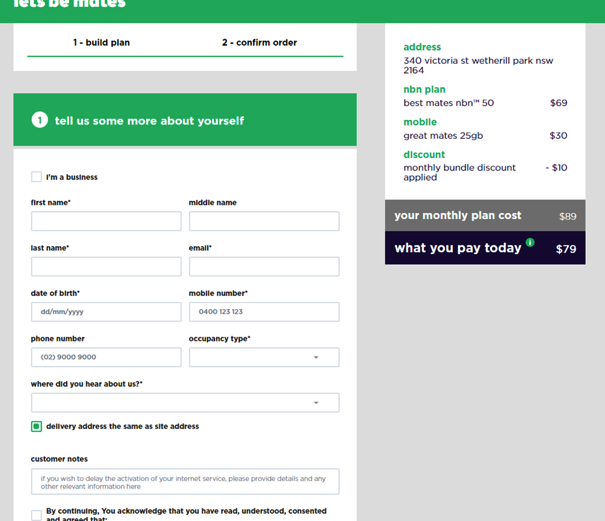 lets be mates
1 - build plan
2 - confirm order
1 tell us some more about yourself
I'm a business
first name*
middle name
last name*
email*
date of birth*
mobile number*
dd/mm/yyyy
0400 123 123
phone number
occupancy type*
(02) 9000 9000
where did you hear about us?*
delivery address the same as site address
customer notes
if you wish to delay the activation of your internet service, please provide details and any
other relevant information here
By continuing, You acknowledge that you have read, understood, consented
and agreed that:
address
340 victoria st wetherill park nsw
2164
nbn plan
best mates nbn™ 50 $69
mobile
great mates 25gb $30
discount
monthly bundle discount - $10
applied
your monthly plan cost $89
what you pay today i $79